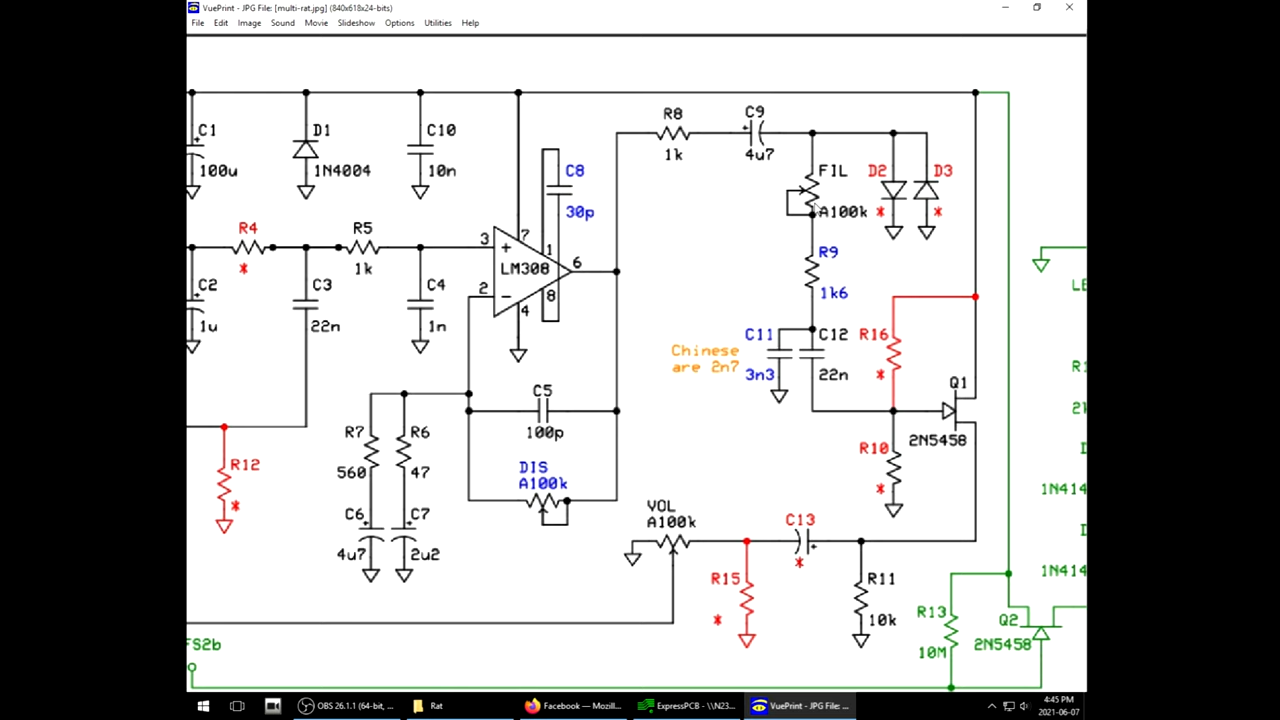 VuePrint - JPG File: [multi-rat.jpg] (840x618x24-bits)
File Edit Image Sound Movie Slideshow Options Utilities Help
C1
100u
D1
1N4004
C10
10n
C8
30p
R8
1k
C9
4u7
FIL
A100k
D2
*
D3
*
R4
*
R5
1k
3
+
7
1
LM308
6
2
-
4
8
C2
1u
C3
22n
C4
1n
R9
1k6
Chinese
are 2n7
C11
3n3
C12
22n
R16
*
Q1
2N5458
R10
*
C5
100p
DIS
A100k
R7
560
R6
47
C6
4u7
C7
2u2
R12
*
VOL
A100k
C13
*
R15
*
R11
10k
R13
10M
Q2
2N5458
LE
R1
2k
D
1N414
D
1N414
FS2b
OBS 26.1.1 (64-bit, ...
Rat
Facebook — Mozill...
ExpressPCB - \\N23...
VuePrint - JPG File: ...
4:45 PM
2021-06-07